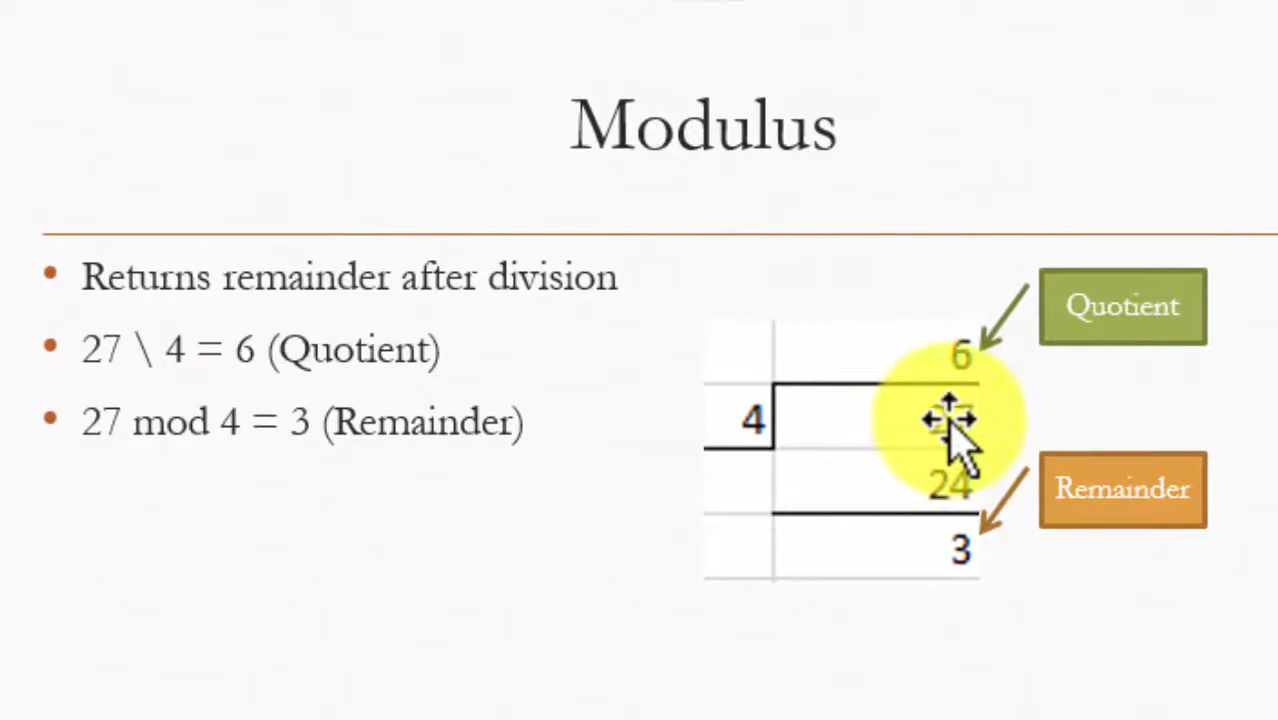 Modulus
• Returns remainder after division
• 27 \ 4 = 6 (Quotient)
• 27 mod 4 = 3 (Remainder)
Quotient
6
4
24
Remainder
3